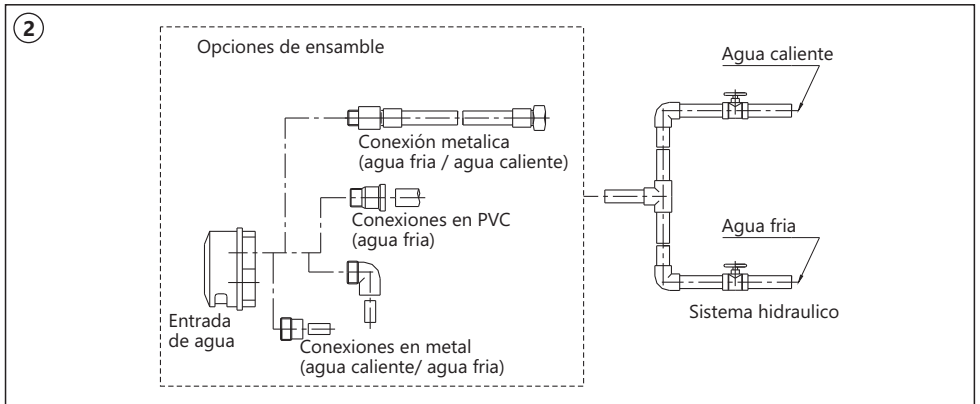 2
Opciones de ensamble
Agua caliente
Conexión metalica
(agua fria / agua caliente)
Conexiones en PVC
(agua fria)
Agua fria
Entrada
de agua
Sistema hidraulico
Conexiones en metal
(agua caliente/ agua fria)